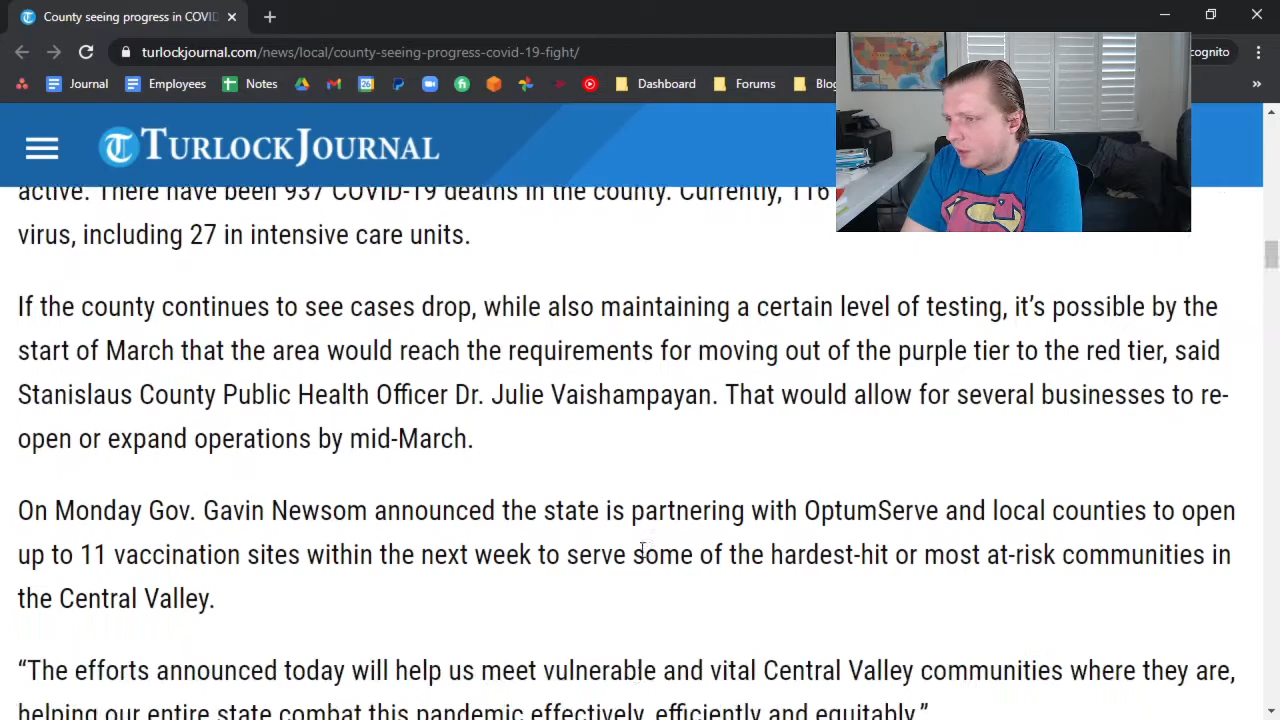 County seeing progress in COVID
turlockjournal.com/news/local/county-seeing-progress-covid-19-fight/
cognito
Journal Employees Notes Dashboard Forums Blog
TURLOCKJOURNAL
active. There have been 937 COVID-19 deaths in the county. Currently, 116
virus, including 27 in intensive care units.
If the county continues to see cases drop, while also maintaining a certain level of testing, it’s possible by the
start of March that the area would reach the requirements for moving out of the purple tier to the red tier, said
Stanislaus County Public Health Officer Dr. Julie Vaishampayan. That would allow for several businesses to re-
open or expand operations by mid-March.
On Monday Gov. Gavin Newsom announced the state is partnering with OptumServe and local counties to open
up to 11 vaccination sites within the next week to serve some of the hardest-hit or most at-risk communities in
the Central Valley.
“The efforts announced today will help us meet vulnerable and vital Central Valley communities where they are,
helping our entire state combat this pandemic effectively, efficiently and equitably.”